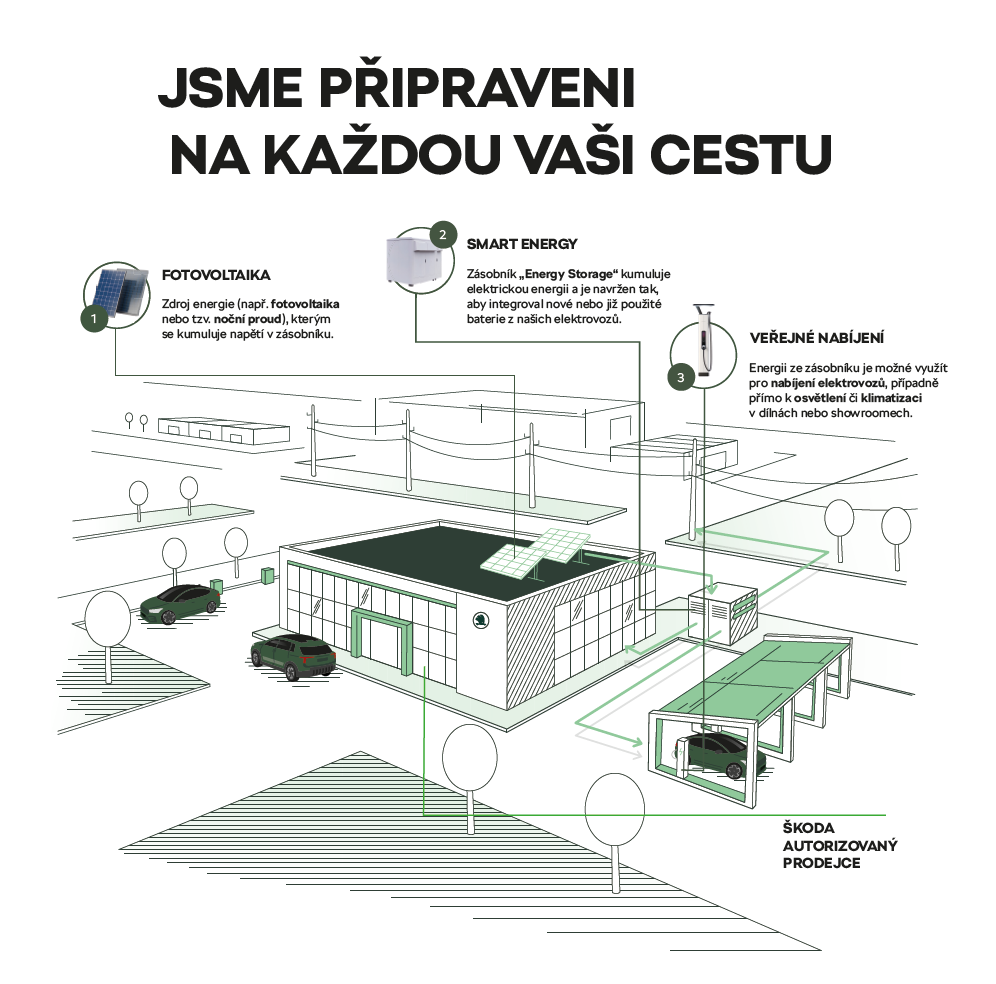 JSME PŘIPRAVENI
NA KAŽDOU VAŠI CESTU
1
FOTOVOLTAIKA
Zdroj energie (např. fotovoltaika
nebo tzv. noční proud), kterým
se kumuluje napětí v zásobníku.
2
SMART ENERGY
Zásobník „Energy Storage“ kumuluje
elektrickou energii a je navržen tak,
aby integroval nové nebo již použité
baterie z našich elektrovozů.
3
VEŘEJNÉ NABÍJENÍ
Energii ze zásobníku je možné využít
pro nabíjení elektrovozů, případně
přímo k osvětlení či klimatizaci
v dílnách nebo showroomech.
ŠKODA
AUTORIZOVANÝ
PRODEJCE